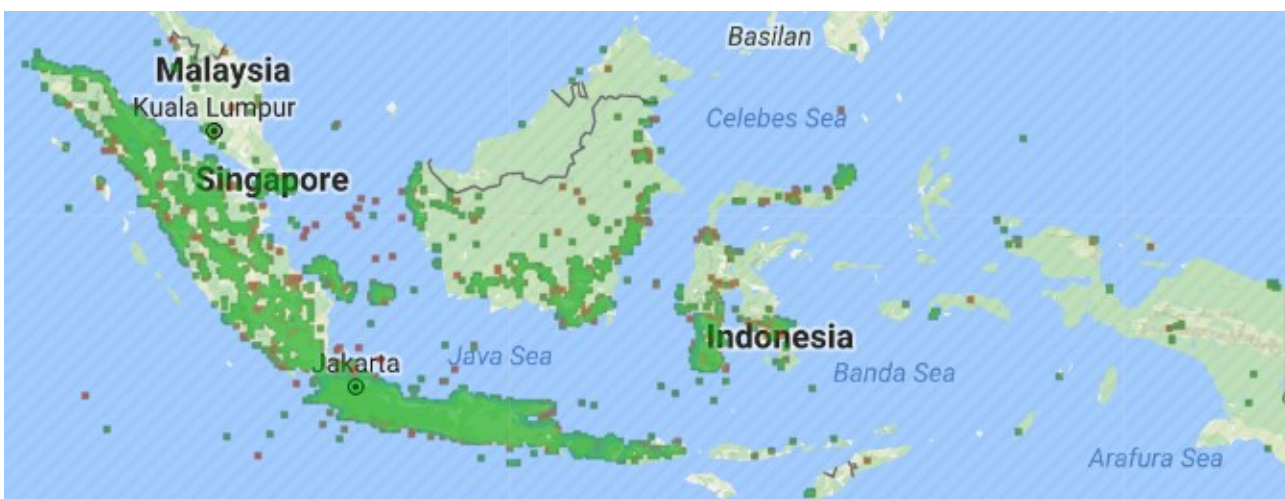 Basilan
Malaysia
Kuala Lumpur
Celebes Sea
Singapore
Indonesia
Java Sea
Jakarta
Banda Sea
Arafura Sea